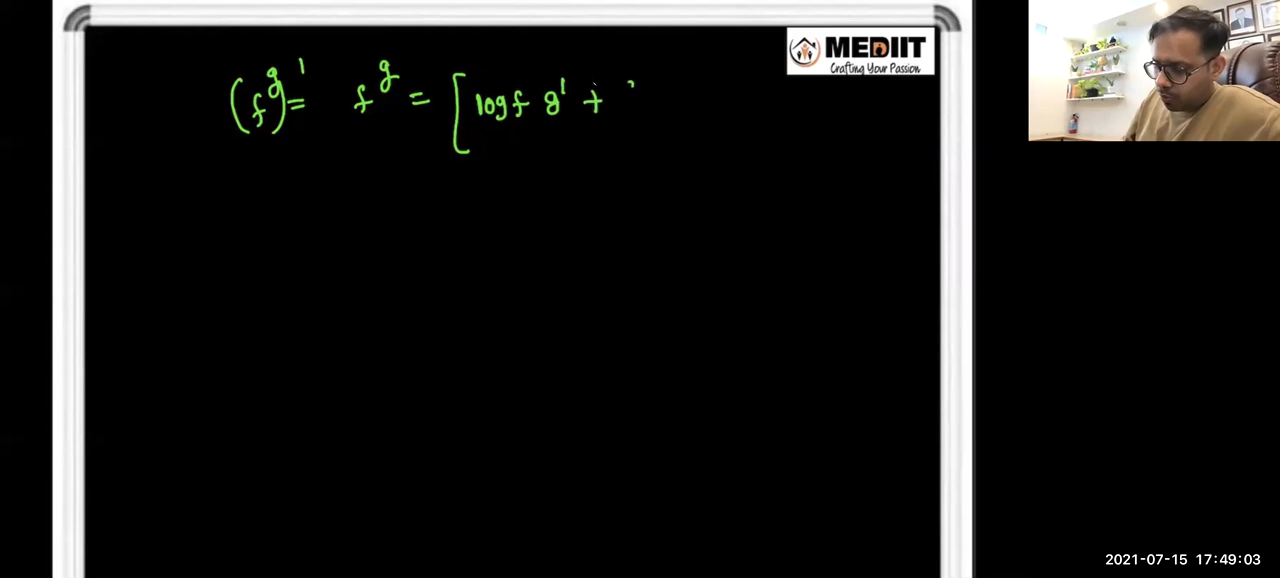 (f^g)' = f^g = [log f g' +
MEDIIT
Crafting Your Passion
2021-07-15 17:49:03